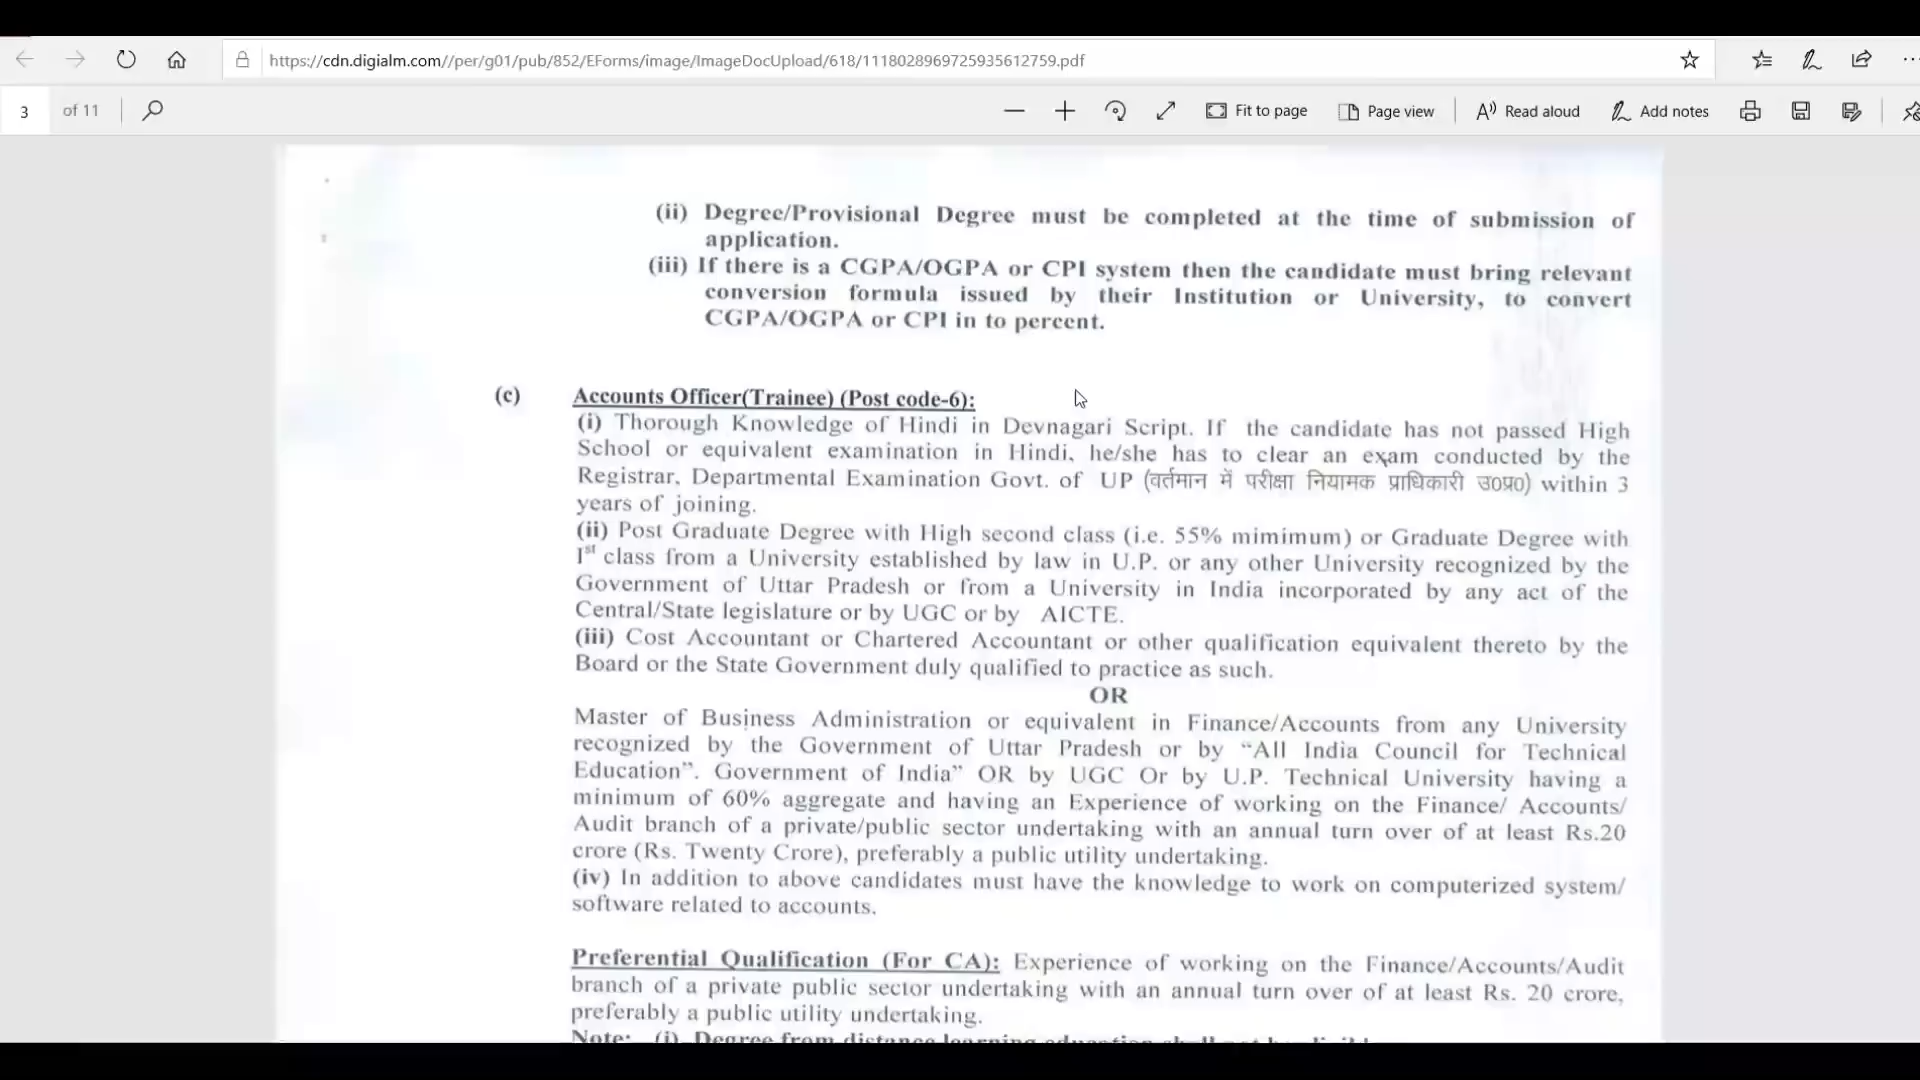 https://cdn.digialm.com//per/g01/pub/852/EForms/image/ImageDocUpload/618/1118028969725935612759.pdf
3 of 11 Fit to page Page view Read aloud Add notes
(ii) Degree/Provisional Degree must be completed at the time of submission of
application.
(iii) If there is a CGPA/OGPA or CPI system then the candidate must bring relevant
conversion formula issued by their Institution or University, to convert
CGPA/OGPA or CPI in to percent.
(c) Accounts Officer(Trainee) (Post code-6):
(i) Thorough Knowledge of Hindi in Devnagari Script. If the candidate has not passed High
School or equivalent examination in Hindi, he/she has to clear an exam conducted by the
Registrar, Departmental Examination Govt. of UP (वर्तमान में परीक्षा नियामक प्राधिकारी उ०प्र०) within 3
years of joining.
(ii) Post Graduate Degree with High second class (i.e. 55% mimimum) or Graduate Degree with
Ist class from a University established by law in U.P. or any other University recognized by the
Government of Uttar Pradesh or from a University in India incorporated by any act of the
Central/State legislature or by UGC or by AICTE.
(iii) Cost Accountant or Chartered Accountant or other qualification equivalent thereto by the
Board or the State Government duly qualified to practice as such.
OR
Master of Business Administration or equivalent in Finance/Accounts from any University
recognized by the Government of Uttar Pradesh or by “All India Council for Technical
Education”. Government of India” OR by UGC Or by U.P. Technical University having a
minimum of 60% aggregate and having an Experience of working on the Finance/ Accounts/
Audit branch of a private/public sector undertaking with an annual turn over of at least Rs.20
crore (Rs. Twenty Crore), preferably a public utility undertaking.
(iv) In addition to above candidates must have the knowledge to work on computerized system/
software related to accounts.
Preferential Qualification (For CA): Experience of working on the Finance/Accounts/Audit
branch of a private public sector undertaking with an annual turn over of at least Rs. 20 crore,
preferably a public utility undertaking.
Note: (i). Degree from distance learning education shall not be